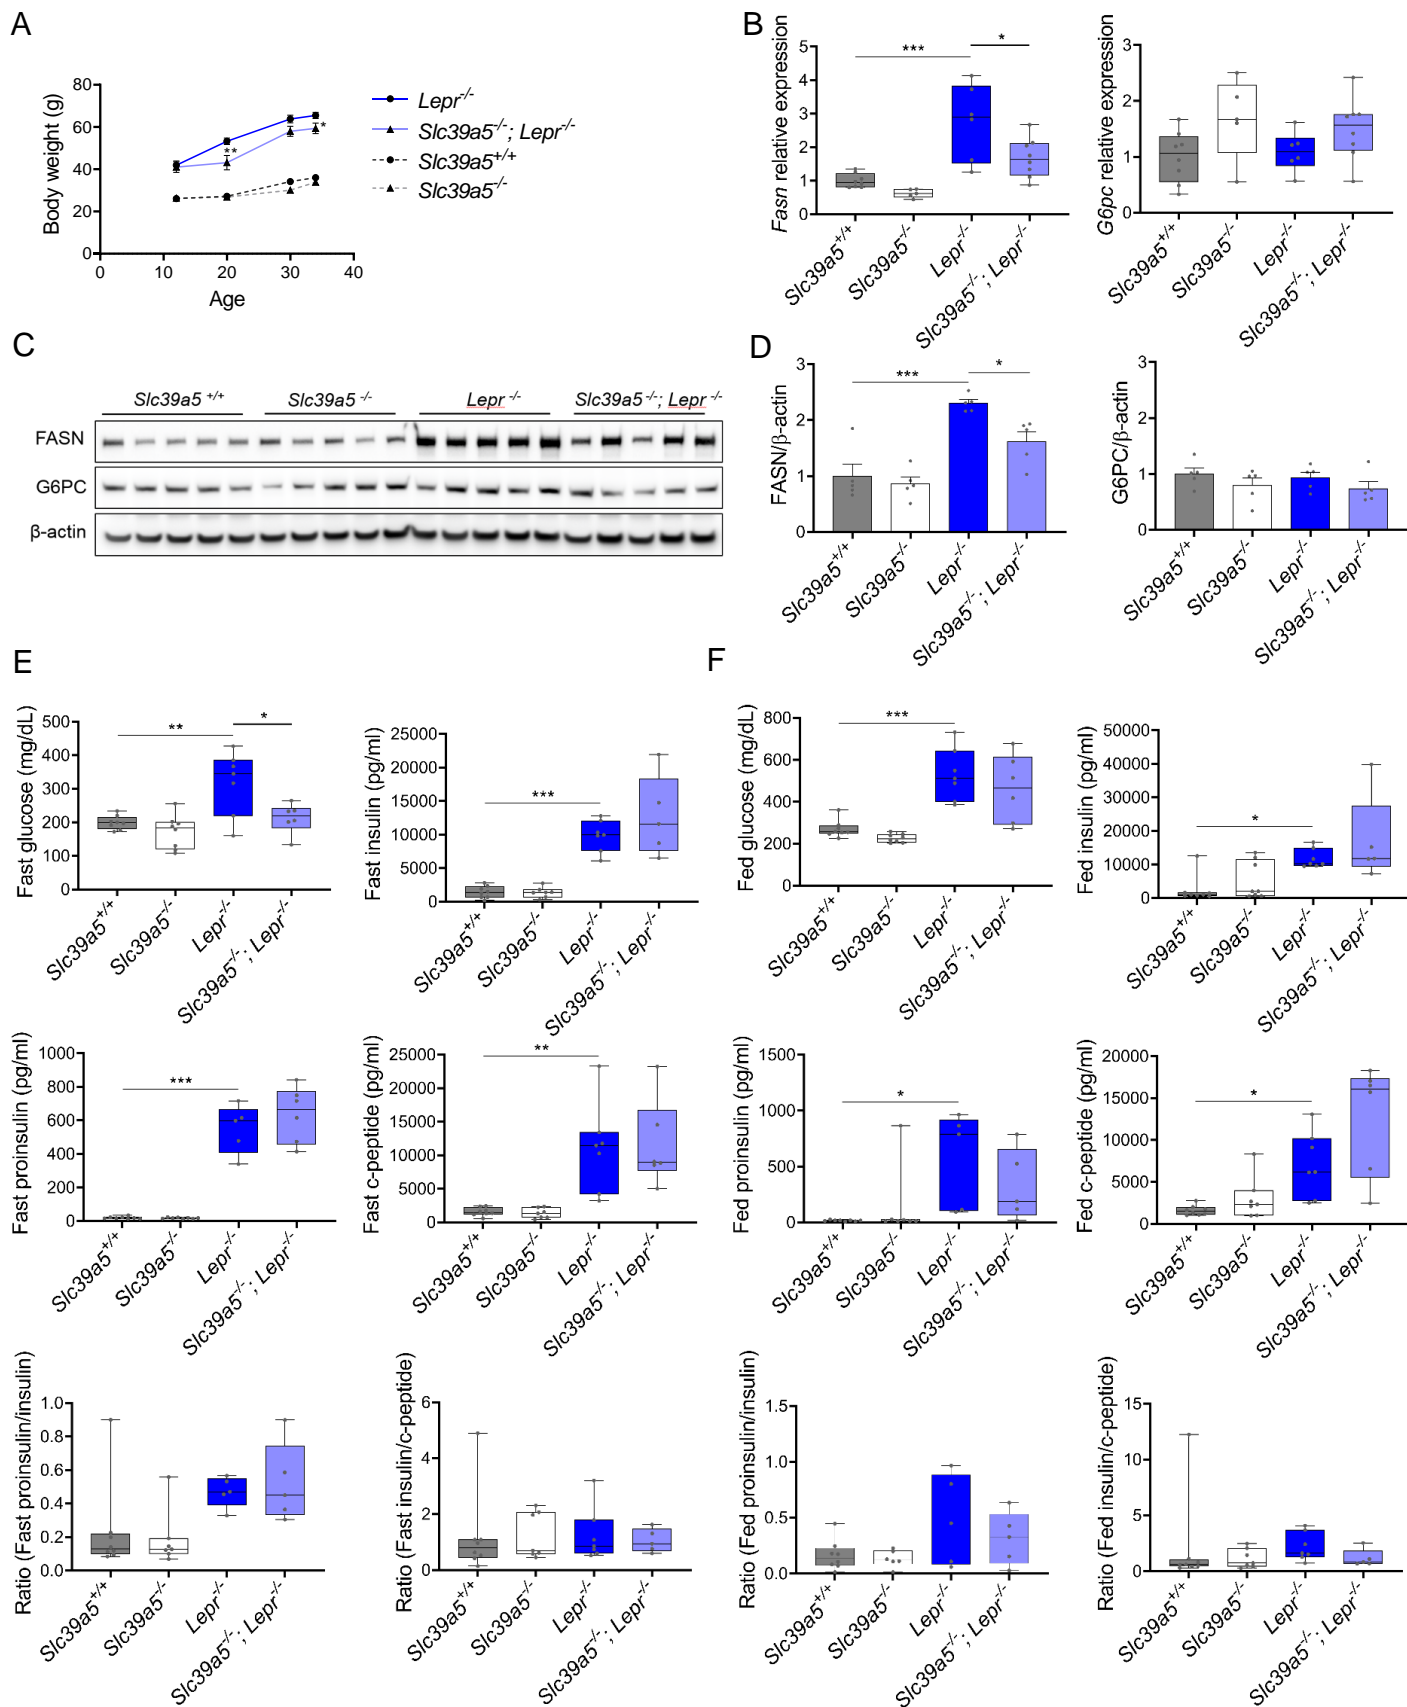 A
Body weight (g)
80
60
40
20
0
0
10
20
30
40
Age
**
*
Lepr-/-
Slc39a5-/-; Lepr-/-
Slc39a5+/+
Slc39a5-/-
B
Fasn relative expression
5
4
3
2
1
0
***
*
Slc39a5+/+
Slc39a5-/-
Lepr-/-
Slc39a5-/-; Lepr-/-
G6pc relative expression
3
2
1
0
Slc39a5+/+
Slc39a5-/-
Lepr-/-
Slc39a5-/-; Lepr-/-
C
Slc39a5 +/+
Slc39a5 -/-
Lepr -/-
Slc39a5-/-; Lepr -/-
FASN
G6PC
β-actin
D
FASN/β-actin
3
2
1
0
***
*
Slc39a5+/+
Slc39a5-/-
Lepr-/-
Slc39a5-/-; Lepr-/-
G6PC/β-actin
3
2
1
0
Slc39a5+/+
Slc39a5-/-
Lepr-/-
Slc39a5-/-; Lepr-/-
E
Fast glucose (mg/dL)
500
400
300
200
100
0
**
*
Slc39a5+/+
Slc39a5-/-
Lepr-/-
Slc39a5-/-; Lepr-/-
Fast insulin (pg/ml)
25000
20000
15000
10000
5000
0
***
Slc39a5+/+
Slc39a5-/-
Lepr-/-
Slc39a5-/-; Lepr-/-
F
Fed glucose (mg/dL)
800
600
400
200
0
***
Slc39a5+/+
Slc39a5-/-
Lepr-/-
Slc39a5-/-; Lepr-/-
Fed insulin (pg/ml)
50000
40000
30000
20000
10000
0
*
Slc39a5+/+
Slc39a5-/-
Lepr-/-
Slc39a5-/-; Lepr-/-
Fast proinsulin (pg/ml)
1000
800
600
400
200
0
***
Slc39a5+/+
Slc39a5-/-
Lepr-/-
Slc39a5-/-; Lepr-/-
Fast c-peptide (pg/ml)
25000
20000
15000
10000
5000
0
**
Slc39a5+/+
Slc39a5-/-
Lepr-/-
Slc39a5-/-; Lepr-/-
Fed proinsulin (pg/ml)
1500
1000
500
0
*
Slc39a5+/+
Slc39a5-/-
Lepr-/-
Slc39a5-/-; Lepr-/-
Fed c-peptide (pg/ml)
20000
15000
10000
5000
0
*
Slc39a5+/+
Slc39a5-/-
Lepr-/-
Slc39a5-/-; Lepr-/-
Ratio (Fast proinsulin/insulin)
1.0
0.8
0.6
0.4
0.2
0.0
Slc39a5+/+
Slc39a5-/-
Lepr-/-
Slc39a5-/-; Lepr-/-
Ratio (Fast insulin/c-peptide)
6
4
2
0
Slc39a5+/+
Slc39a5-/-
Lepr-/-
Slc39a5-/-; Lepr-/-
Ratio (Fed proinsulin/insulin)
1.5
1.0
0.5
0.0
Slc39a5+/+
Slc39a5-/-
Lepr-/-
Slc39a5-/-; Lepr-/-
Ratio (Fed insulin/c-peptide)
15
10
5
0
Slc39a5+/+
Slc39a5-/-
Lepr-/-
Slc39a5-/-; Lepr-/-